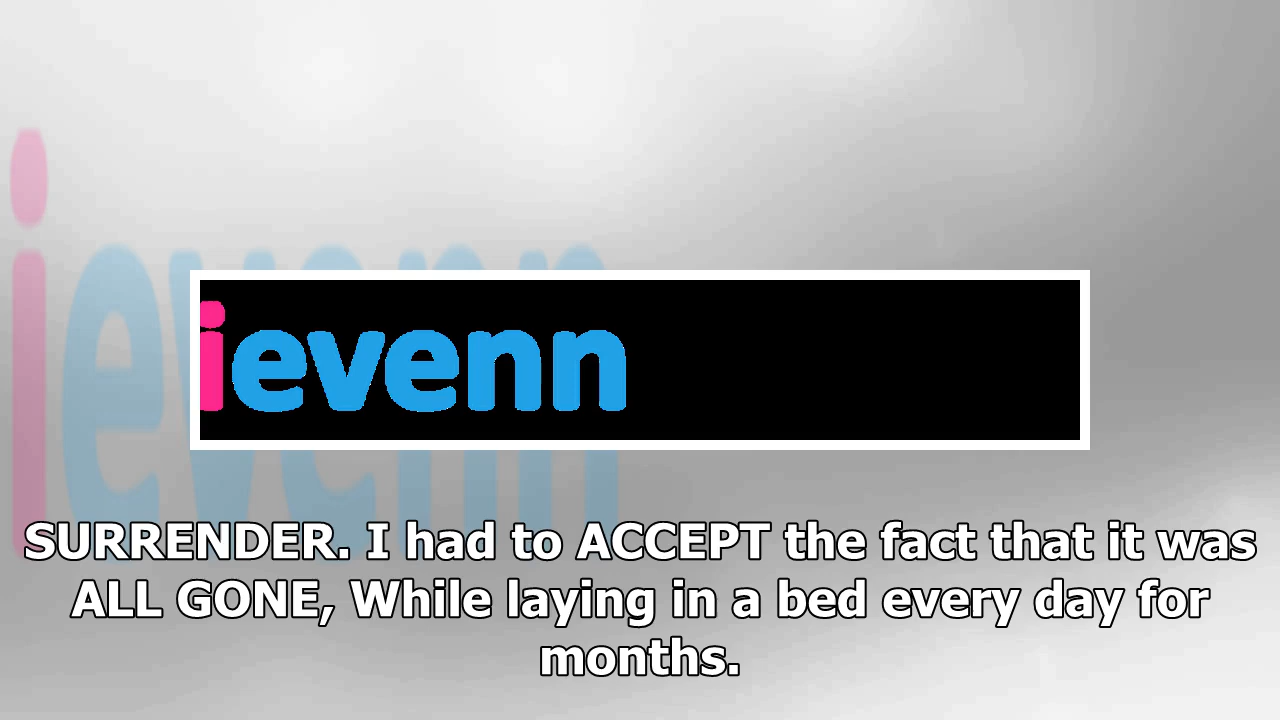 ievenn
ievenn
SURRENDER. I had to ACCEPT the fact that it was
ALL GONE, While laying in a bed every day for
months.